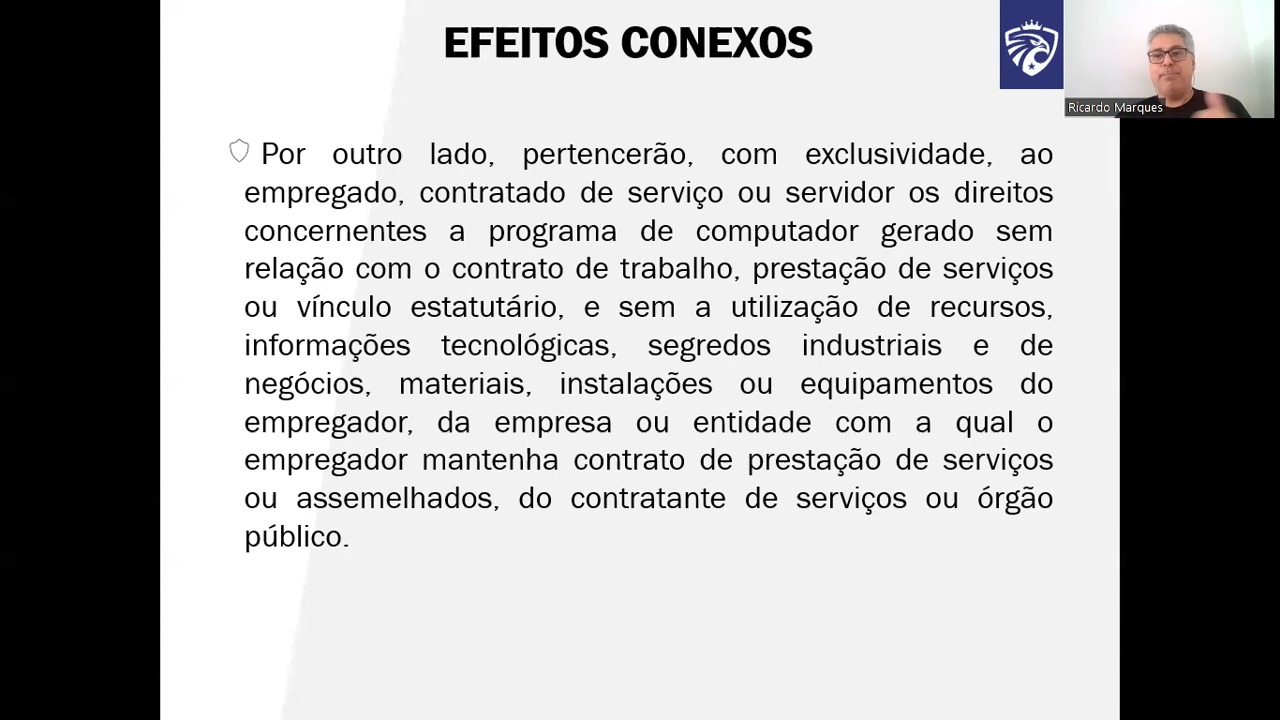 EFEITOS CONEXOS
Ricardo Marques
Por outro lado, pertencerão, com exclusividade, ao
empregado, contratado de serviço ou servidor os direitos
concernentes a programa de computador gerado sem
relação com o contrato de trabalho, prestação de serviços
ou vínculo estatutário, e sem a utilização de recursos,
informações tecnológicas, segredos industriais e de
negócios, materiais, instalações ou equipamentos do
empregador, da empresa ou entidade com a qual o
empregador mantenha contrato de prestação de serviços
ou assemelhados, do contratante de serviços ou órgão
público.